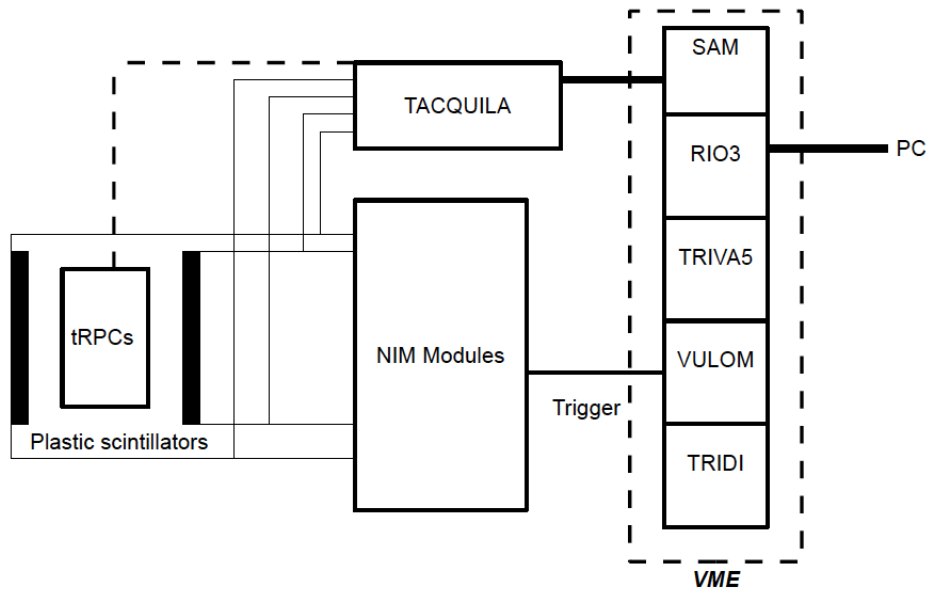 SAM
TACQUILA
RIO3
PC
TRIVA5
tRPCs
NIM Modules
VULOM
Trigger
Plastic scintillators
TRIDI
VME